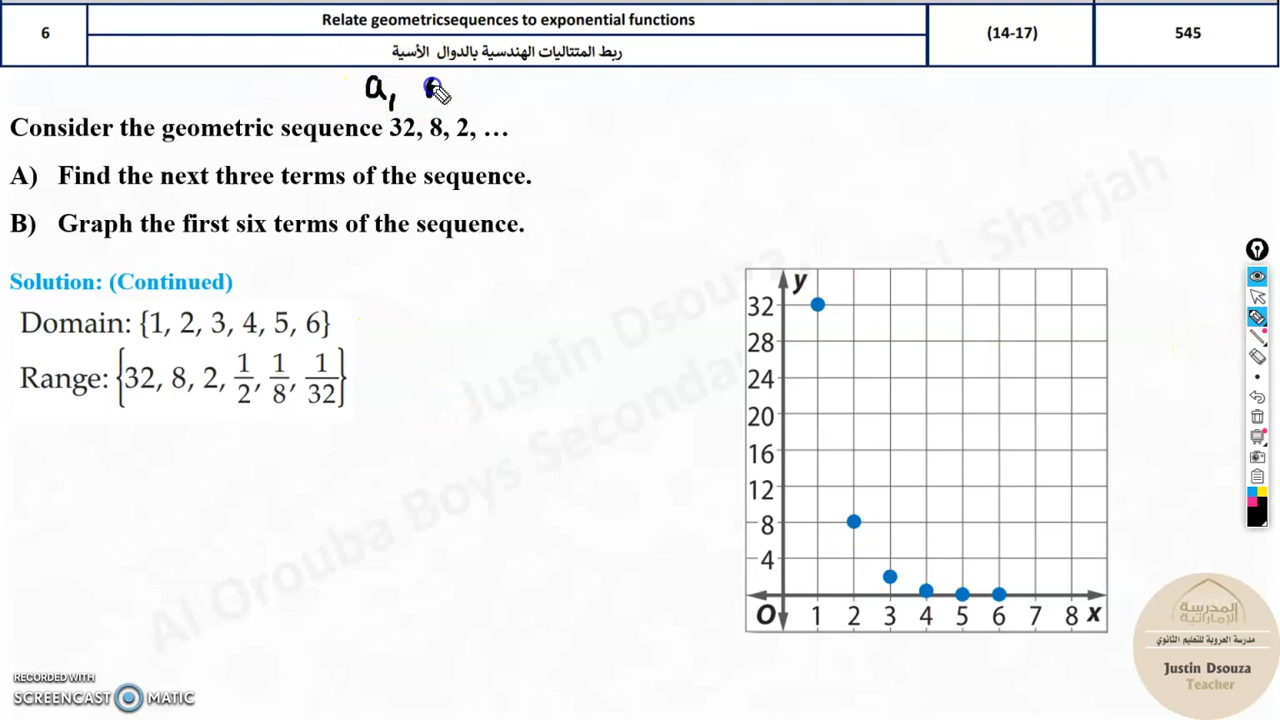 6
Relate geometricsequences to exponential functions
ربط المتتاليات الهندسية بالدوال الأسية
(14-17)
545
a,
Consider the geometric sequence 32, 8, 2, …
A) Find the next three terms of the sequence.
B) Graph the first six terms of the sequence.
Solution: (Continued)
Domain: {1, 2, 3, 4, 5, 6}
Range: {32, 8, 2, 1/2, 1/8, 1/32}
y
32
28
24
20
16
12
8
4
O 1 2 3 4 5 6 7 8 x
Justin Dsouza,
Al Orouba Boys Secondary
Sharjah
المدرسة
الإماراتية
مدرسة العروبة للتعليم الثانوي
Justin Dsouza
Teacher
RECORDED WITH
SCREENCAST MATIC